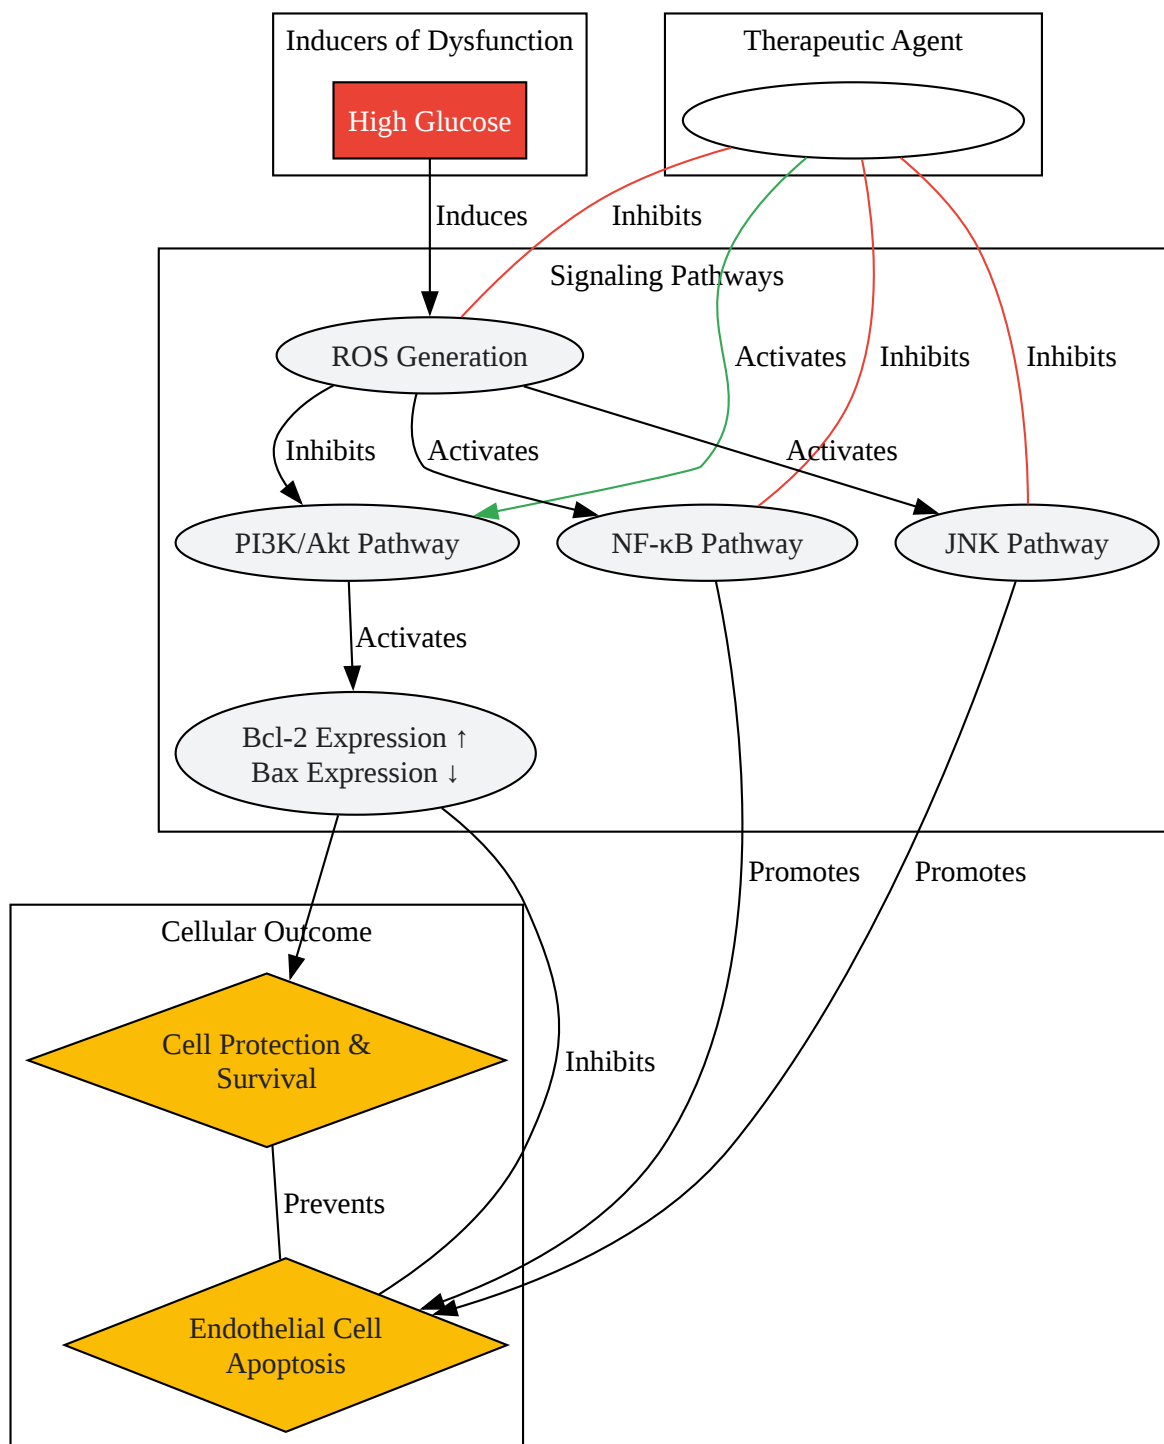 Inducers of Dysfunction
Therapeutic Agent
High Glucose
Induces
Inhibits
Signaling Pathways
ROS Generation
Activates
Inhibits
Inhibits
Inhibits
Activates
Activates
PI3K/Akt Pathway
NF-κB Pathway
JNK Pathway
Activates
Bcl-2 Expression ↑
Bax Expression ↓
Promotes
Promotes
Cellular Outcome
Cell Protection &
Survival
Inhibits
Prevents
Endothelial Cell
Apoptosis